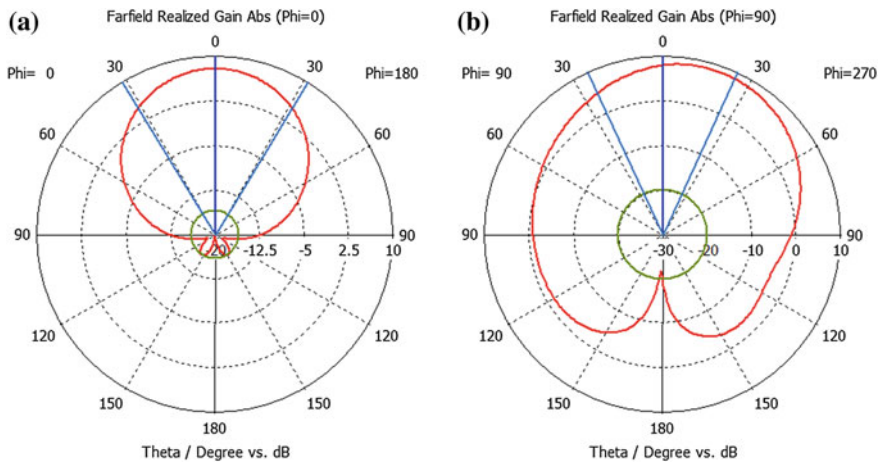 (a)
Farfield Realized Gain Abs (Phi=0)
0
30 30
Phi= 0 Phi=180
60 60
90 90
-20 -12.5 -5 2.5 10
120 120
150 150
180
Theta / Degree vs. dB
(b)
Farfield Realized Gain Abs (Phi=90)
0
30 30
Phi= 90 Phi=270
60 60
90 90
-30 -20 -10 0 10
120 120
150 150
180
Theta / Degree vs. dB